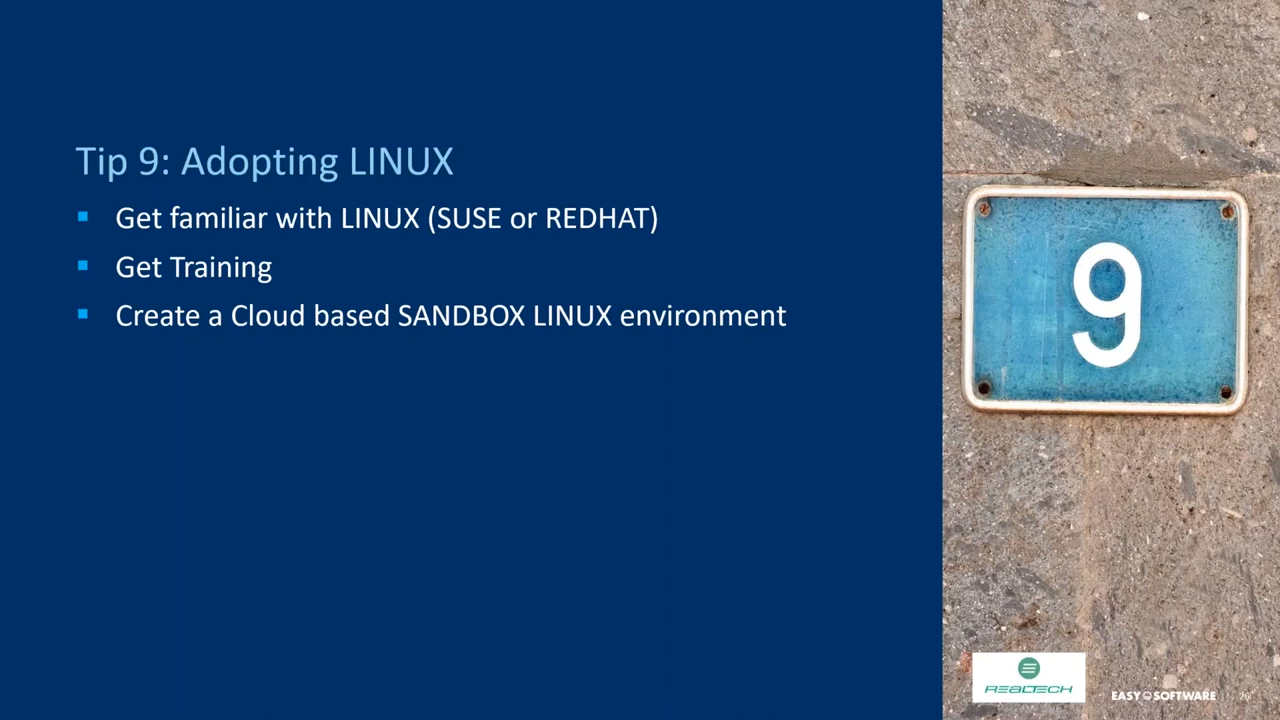 Tip 9: Adopting LINUX
Get familiar with LINUX (SUSE or REDHAT)
Get Training
Create a Cloud based SANDBOX LINUX environment
9
REALTECH
EASY SOFTWARE
26